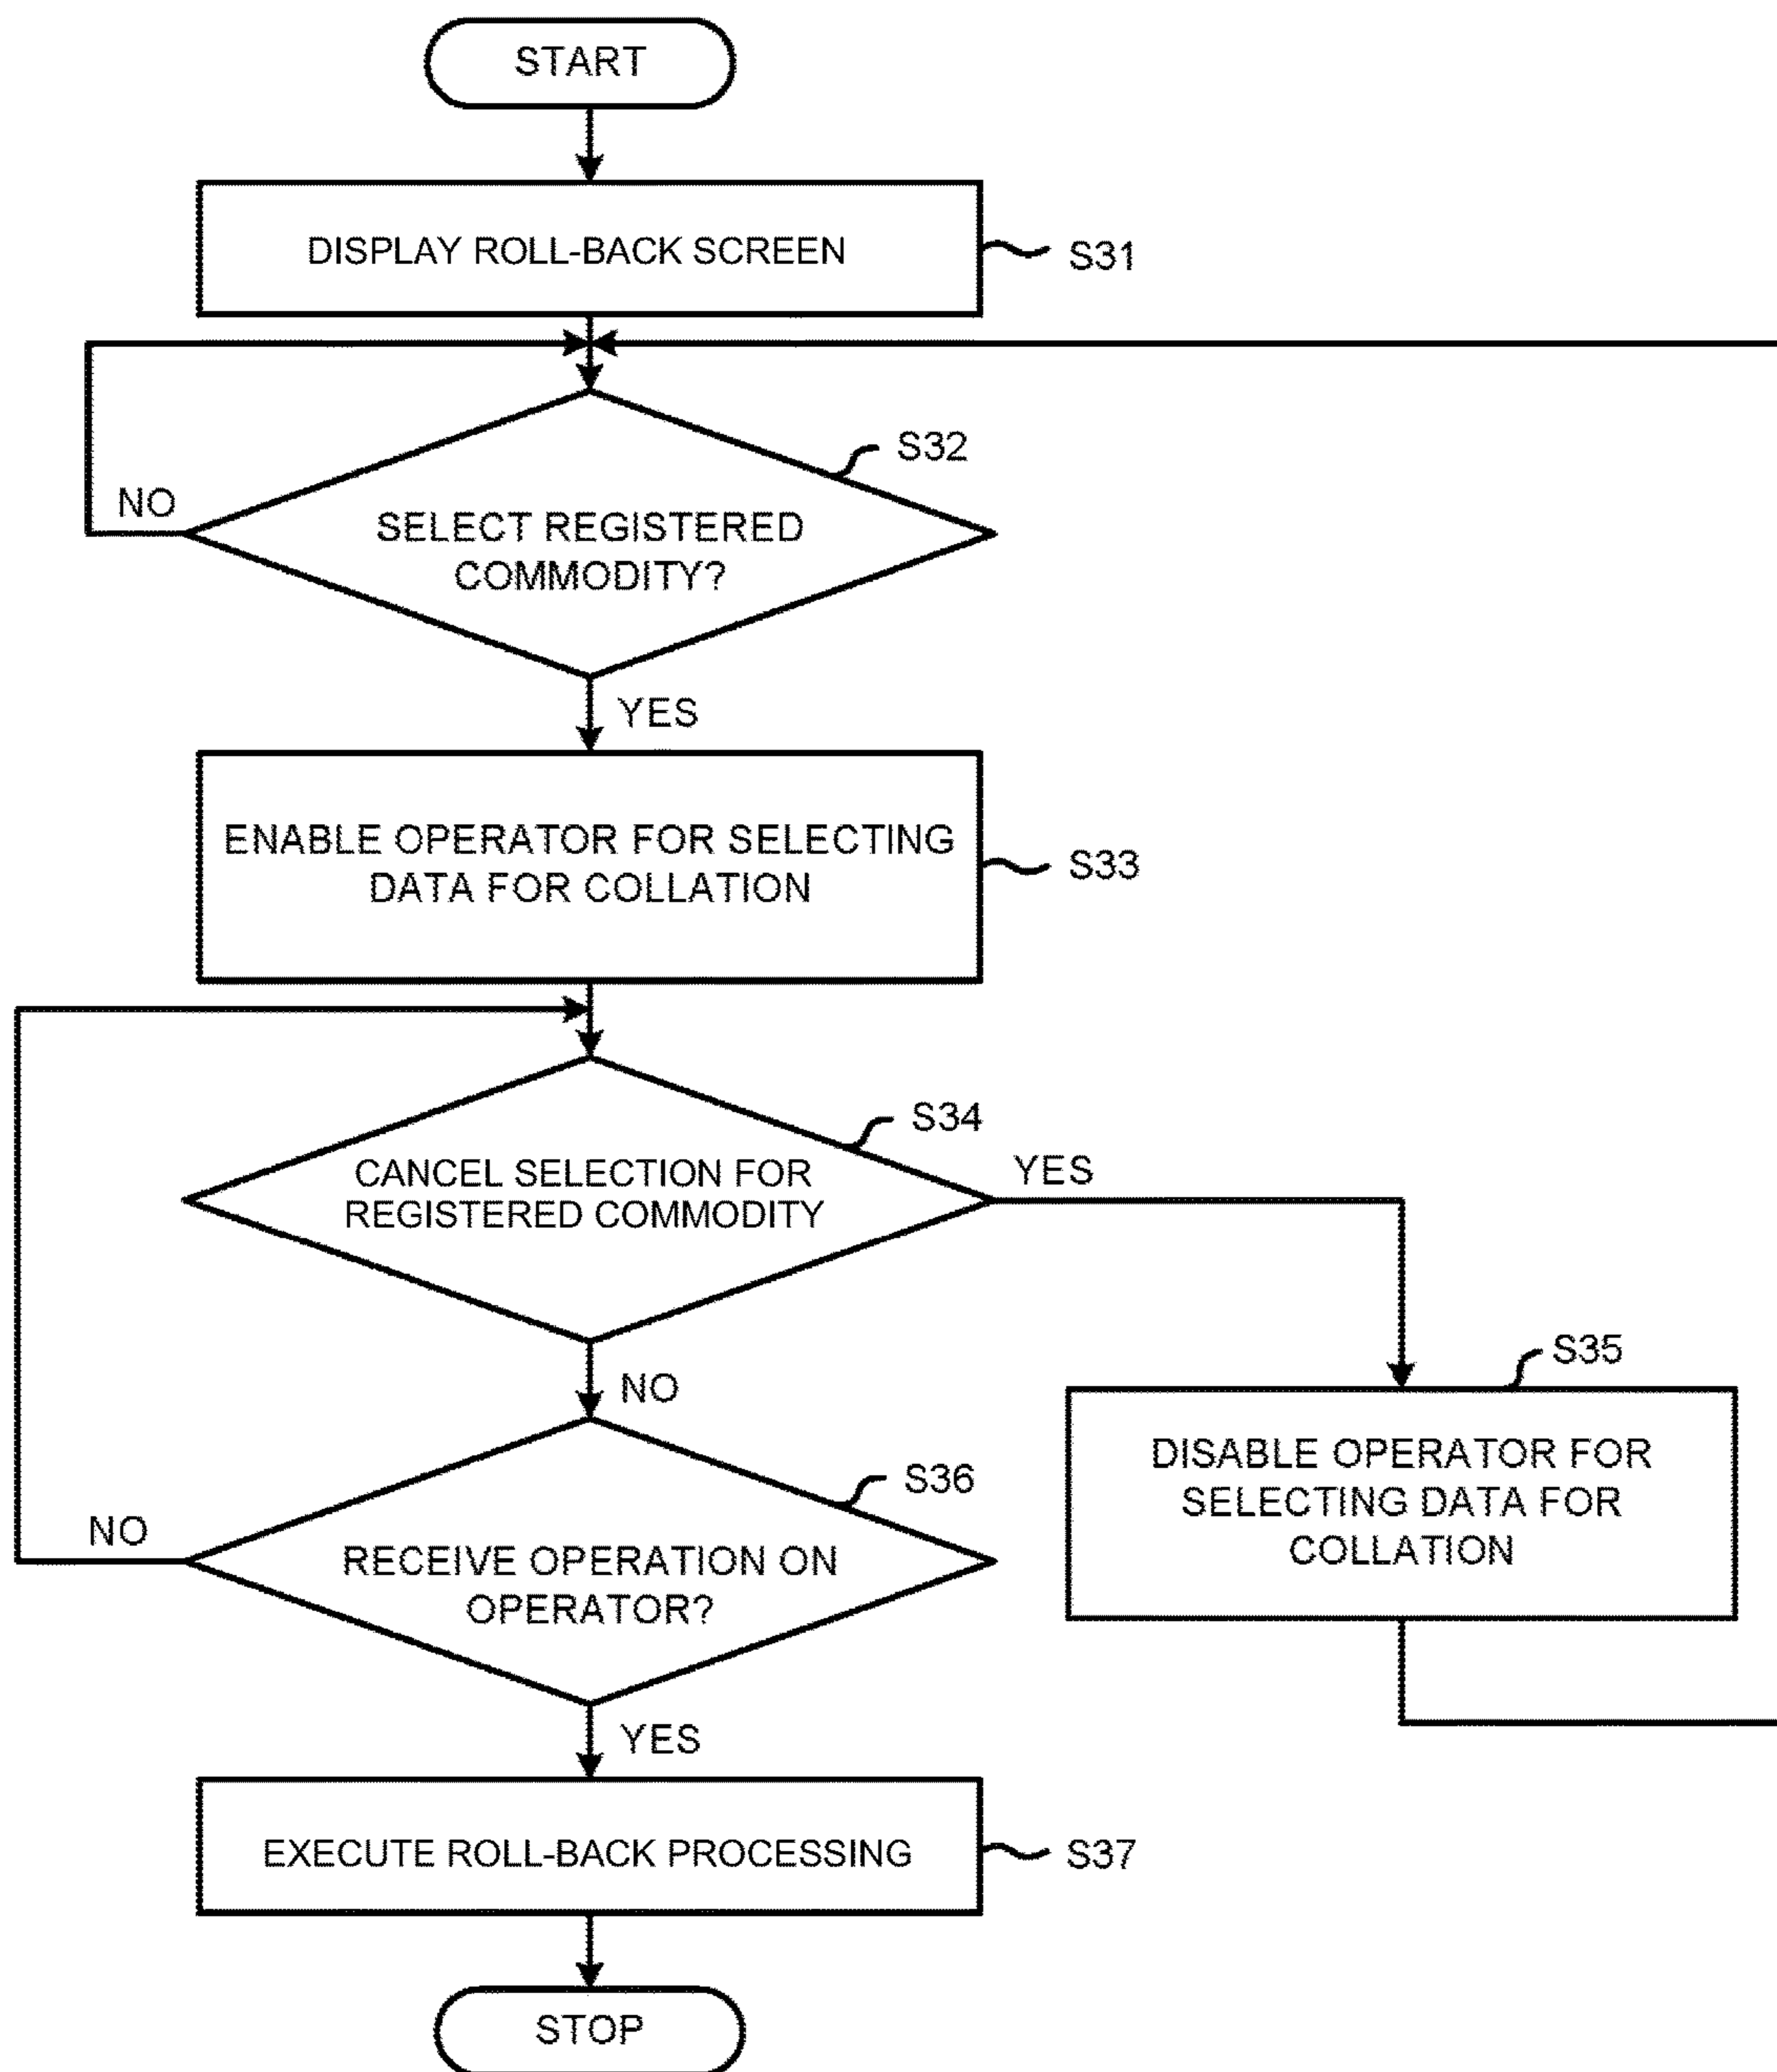 START
DISPLAY ROLL-BACK SCREEN
S31
S32
NO
SELECT REGISTERED
COMMODITY?
YES
ENABLE OPERATOR FOR SELECTING
DATA FOR COLLATION
S33
S34
CANCEL SELECTION FOR
REGISTERED COMMODITY
YES
NO
S35
DISABLE OPERATOR FOR
SELECTING DATA FOR
COLLATION
S36
NO
RECEIVE OPERATION ON
OPERATOR?
YES
EXECUTE ROLL-BACK PROCESSING
S37
STOP